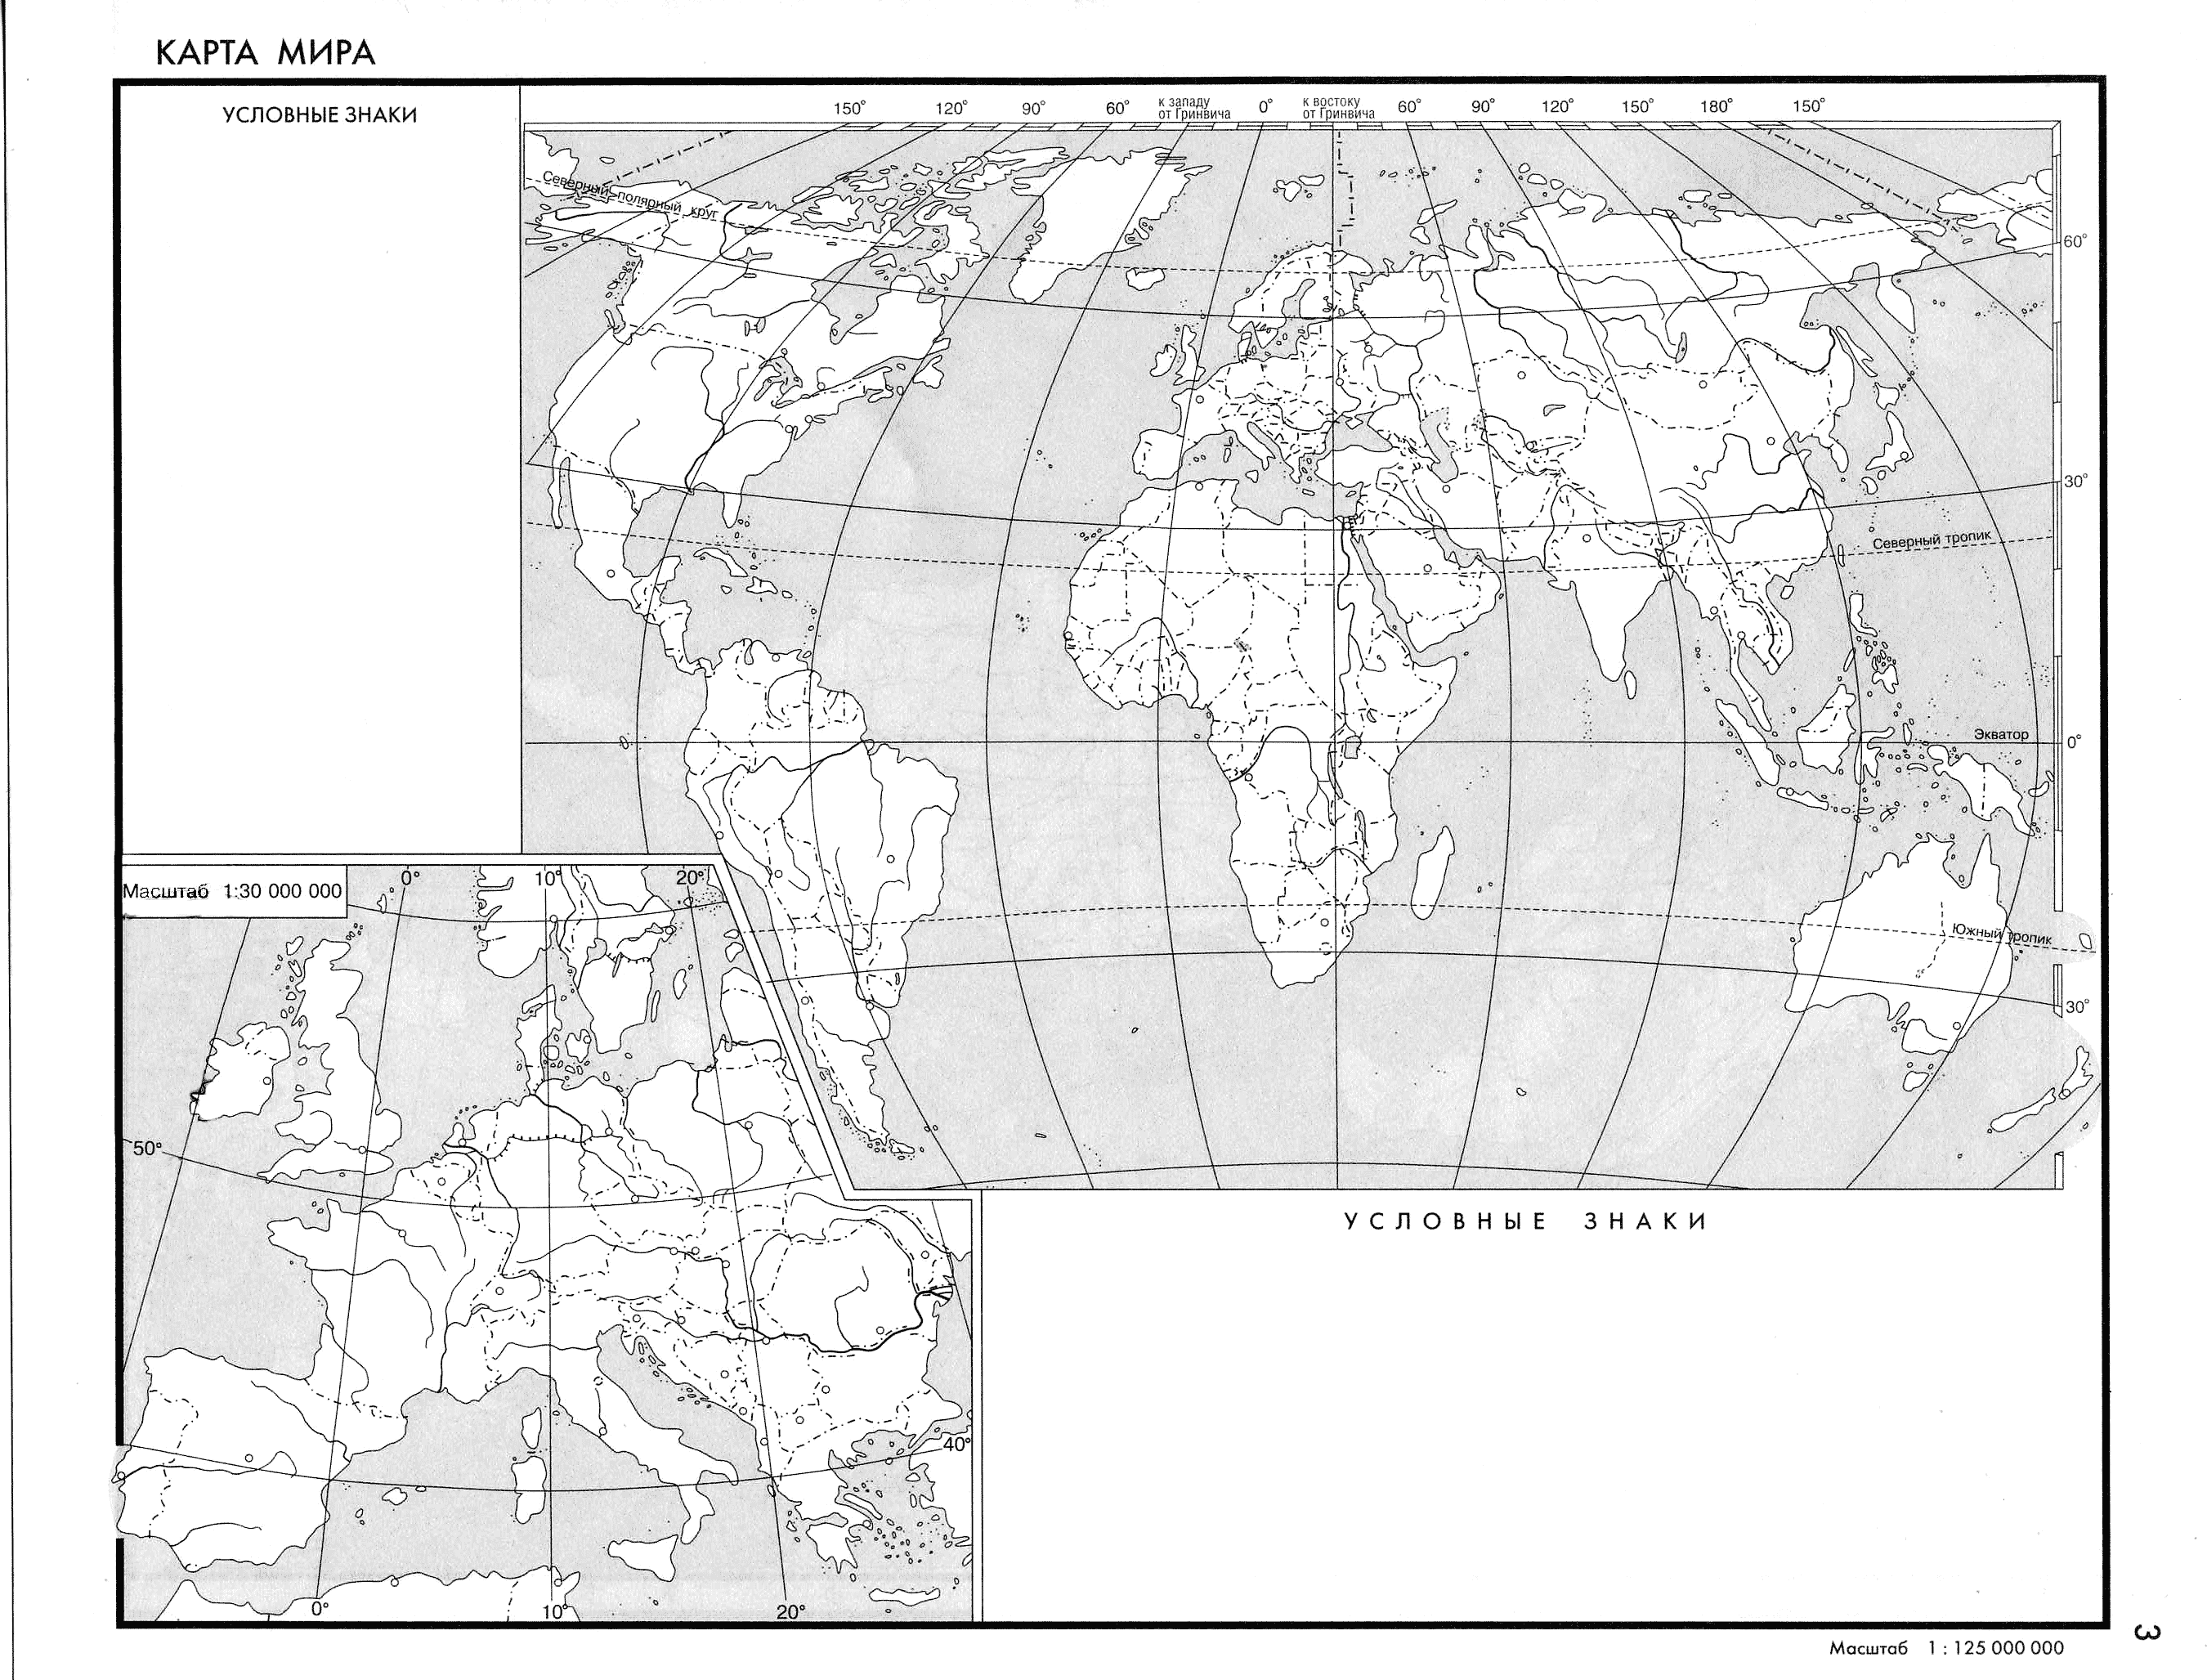 КАРТА МИРА
УСЛОВНЫЕ ЗНАКИ
150° 120° 90° 60° к западу от Гринвича 0° к востоку от Гринвича 60° 90° 120° 150° 180° 150°
Северный полярный круг
60°
30°
Северный тропик
Экватор
0°
Южный тропик
30°
Масштаб 1:30 000 000
0° 10° 20°
50°
40°
0° 10° 20°
УСЛОВНЫЕ ЗНАКИ
Масштаб 1 : 125 000 000
3